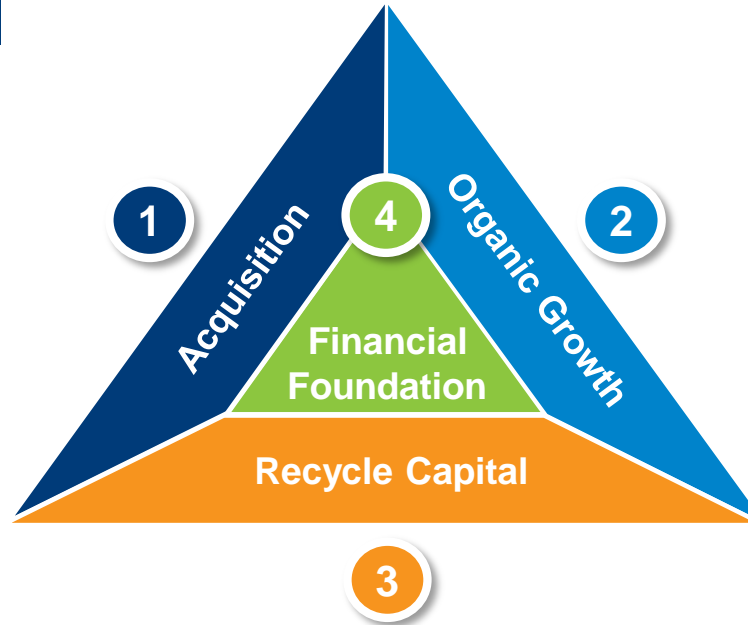 1
Acquisition
4
Organic Growth
2
Financial
Foundation
Recycle Capital
3